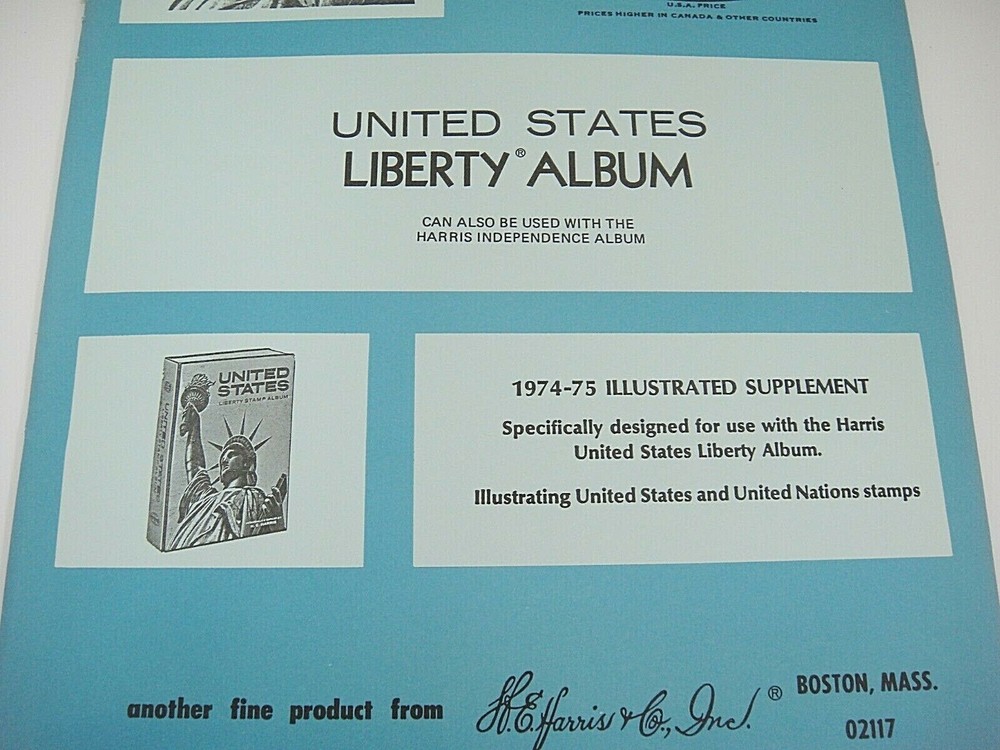 U.S.A. PRICE
PRICES HIGHER IN CANADA & OTHER COUNTRIES
UNITED STATES
LIBERTY® ALBUM
CAN ALSO BE USED WITH THE
HARRIS INDEPENDENCE ALBUM
UNITED
STATES
LIBERTY STAMP ALBUM
1974-75 ILLUSTRATED SUPPLEMENT
Specifically designed for use with the Harris
United States Liberty Album.
Illustrating United States and United Nations stamps
another fine product from H.E. Harris & Co., Inc. ® BOSTON, MASS.
02117